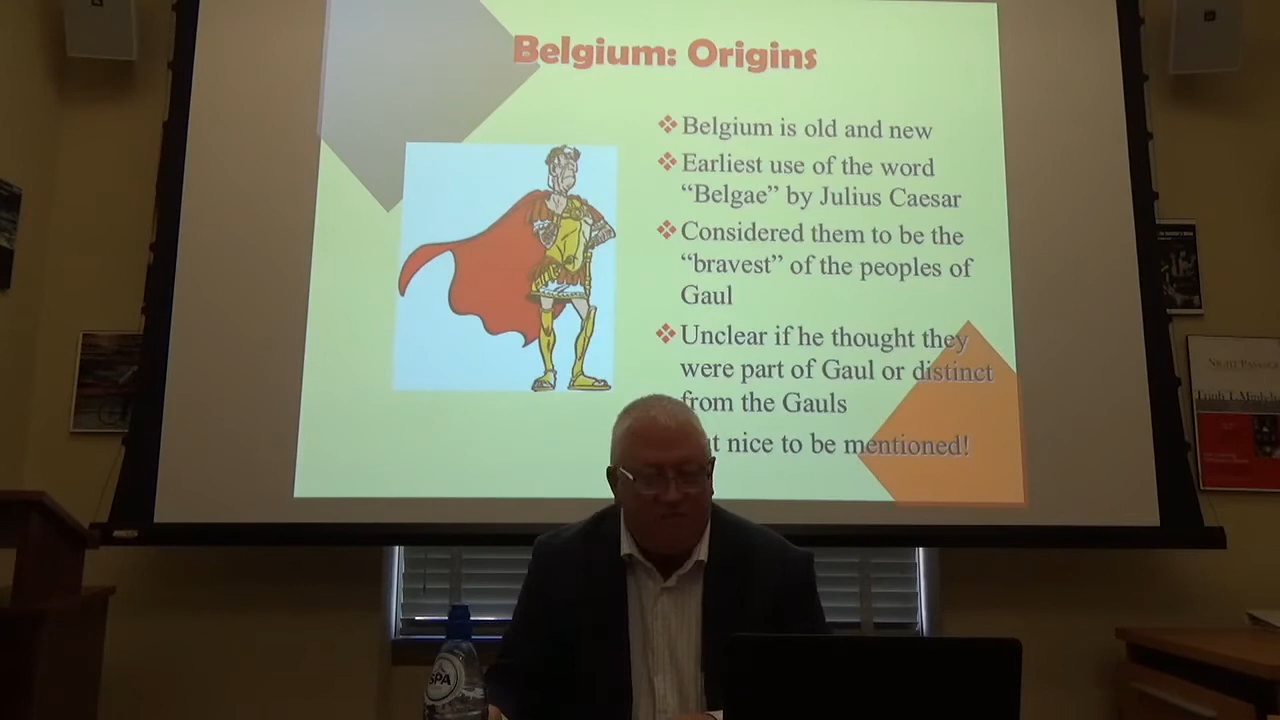 Belgium: Origins
Belgium is old and new
Earliest use of the word
“Belgae” by Julius Caesar
Considered them to be the
“bravest” of the peoples of
Gaul
Unclear if he thought they
were part of Gaul or distinct
from the Gauls
nice to be mentioned!
NIGHT PASSAGE
SPA